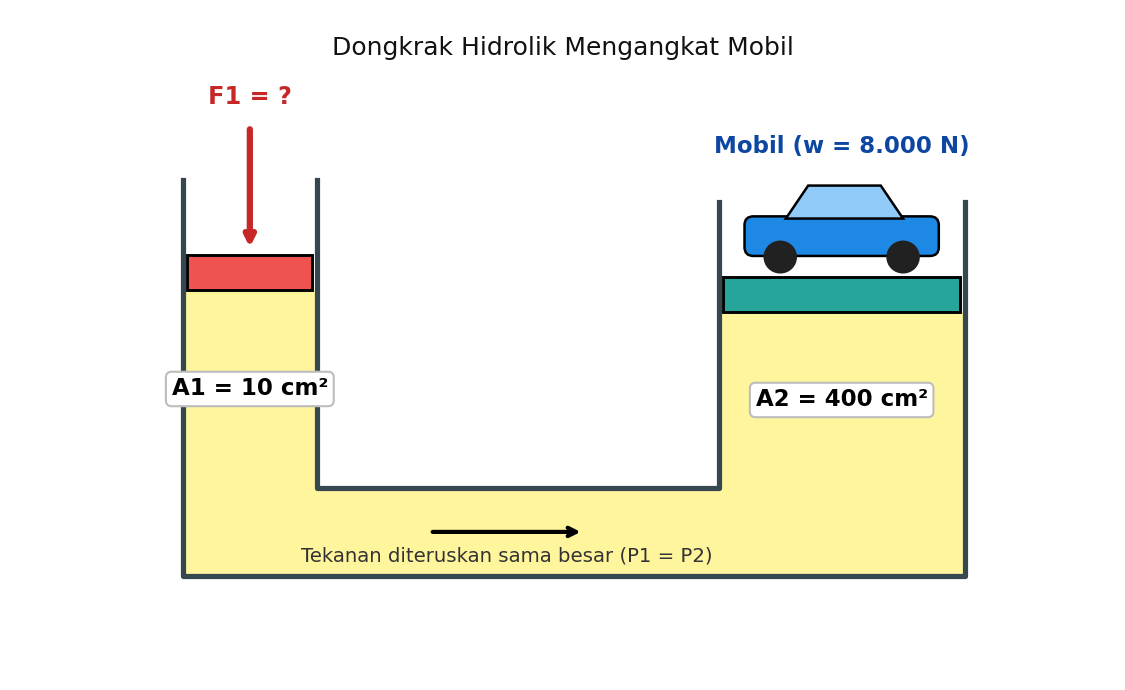 Dongkrak Hidrolik Mengangkat Mobil
F1 = ?
Mobil (w = 8.000 N)
A1 = 10 cm²
A2 = 400 cm²
Tekanan diteruskan sama besar (P1 = P2)